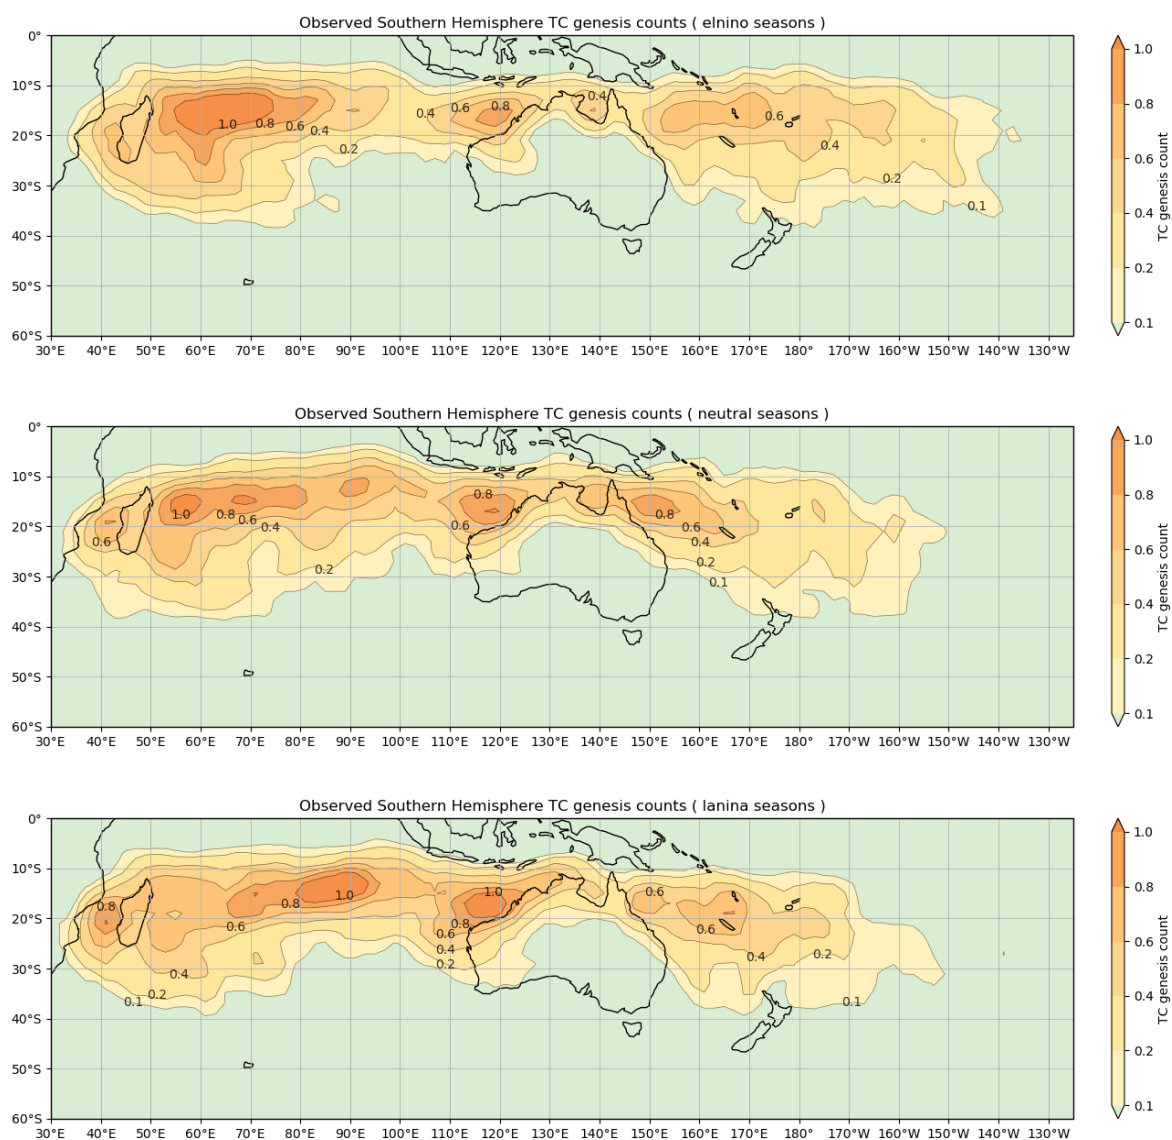 Observed Southern Hemisphere TC genesis counts ( elnino seasons )
0°
10°S
20°S
30°S
40°S
50°S
60°S
30°E 40°E 50°E 60°E 70°E 80°E 90°E 100°E 110°E 120°E 130°E 140°E 150°E 160°E 170°E 180° 170°W 160°W 150°W 140°W 130°W
1.0 0.8 0.6 0.4 0.2 0.4 0.6 0.8 0.4 0.6 0.4 0.2 0.1
1.0
0.8
0.6
0.4
0.2
0.1
TC genesis count
Observed Southern Hemisphere TC genesis counts ( neutral seasons )
0°
10°S
20°S
30°S
40°S
50°S
60°S
30°E 40°E 50°E 60°E 70°E 80°E 90°E 100°E 110°E 120°E 130°E 140°E 150°E 160°E 170°E 180° 170°W 160°W 150°W 140°W 130°W
0.6 1.0 0.8 0.6 0.4 0.2 0.6 0.8 0.8 0.6 0.4 0.2 0.1
1.0
0.8
0.6
0.4
0.2
0.1
TC genesis count
Observed Southern Hemisphere TC genesis counts ( lanina seasons )
0°
10°S
20°S
30°S
40°S
50°S
60°S
30°E 40°E 50°E 60°E 70°E 80°E 90°E 100°E 110°E 120°E 130°E 140°E 150°E 160°E 170°E 180° 170°W 160°W 150°W 140°W 130°W
0.8 0.1 0.2 0.4 0.6 0.8 1.0 0.8 0.6 0.4 0.2 1.0 0.6 0.6 0.4 0.2 0.1
1.0
0.8
0.6
0.4
0.2
0.1
TC genesis count